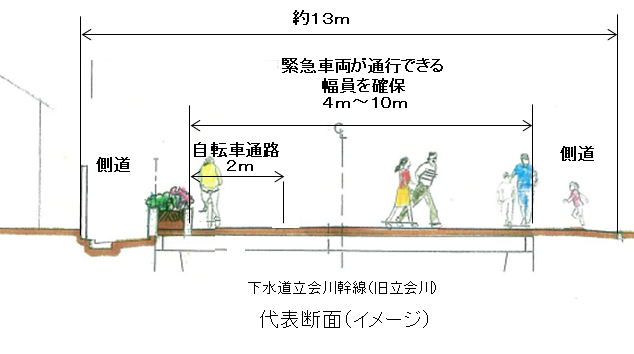 約13m
緊急車両が通行できる
幅員を確保
4m～10m
自転車通路
2m
側道
側道
下水道立会川幹線(旧立会川)
代表断面(イメージ)